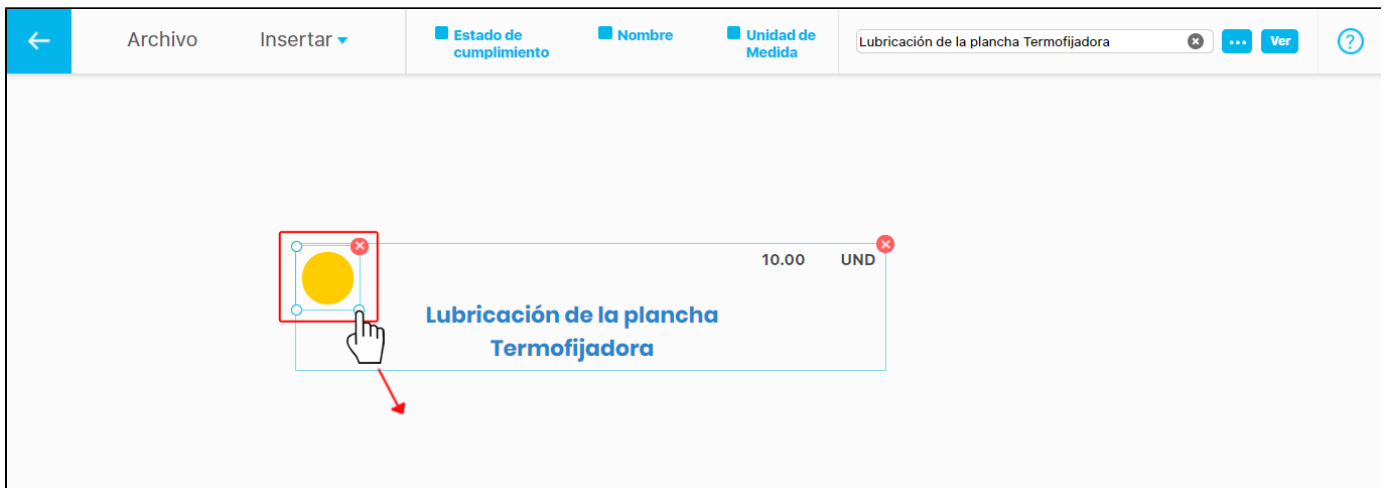 Archivo
Insertar
Estado de
cumplimiento
Nombre
Unidad de
Medida
Lubricación de la plancha Termofijadora
Ver
?
10.00 UND
Lubricación de la plancha
Termofijadora